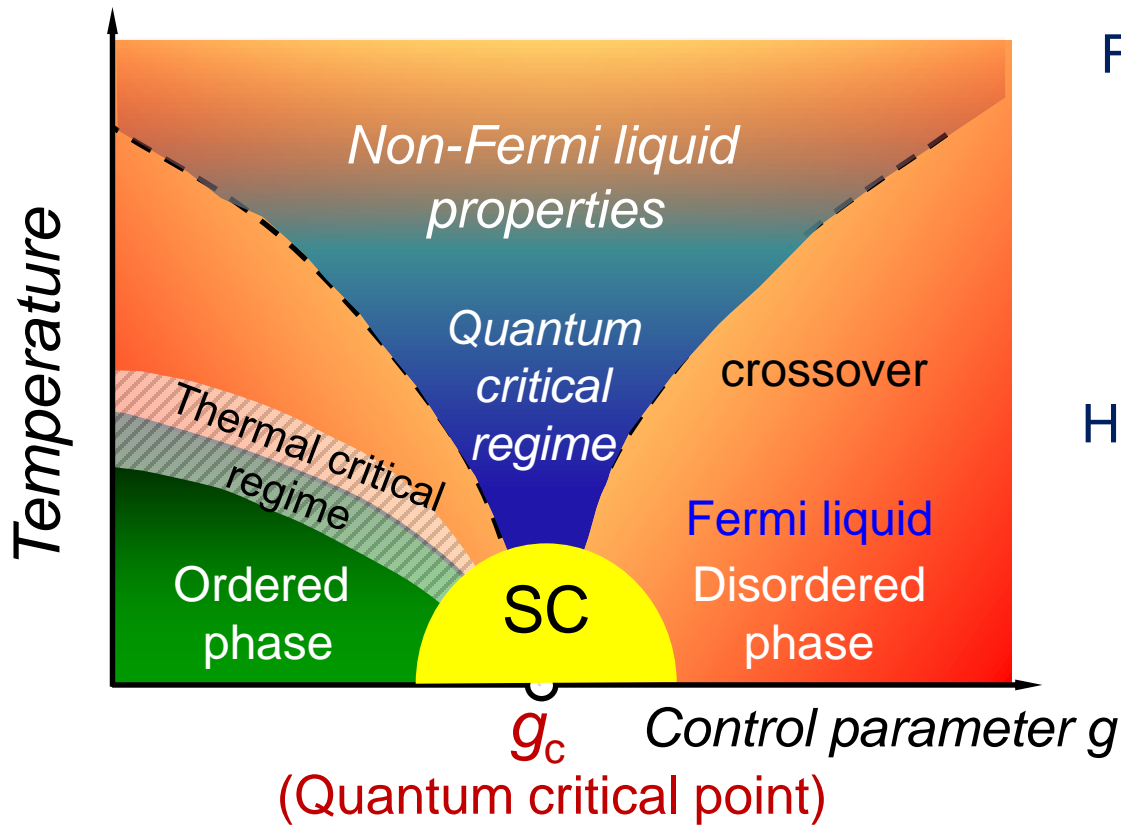 Non-Fermi liquid
properties
Temperature
Quantum
critical
regime
crossover
Thermal critical
regime
Fermi liquid
Ordered
phase
SC
Disordered
phase
g_c
Control parameter g
(Quantum critical point)
F
H